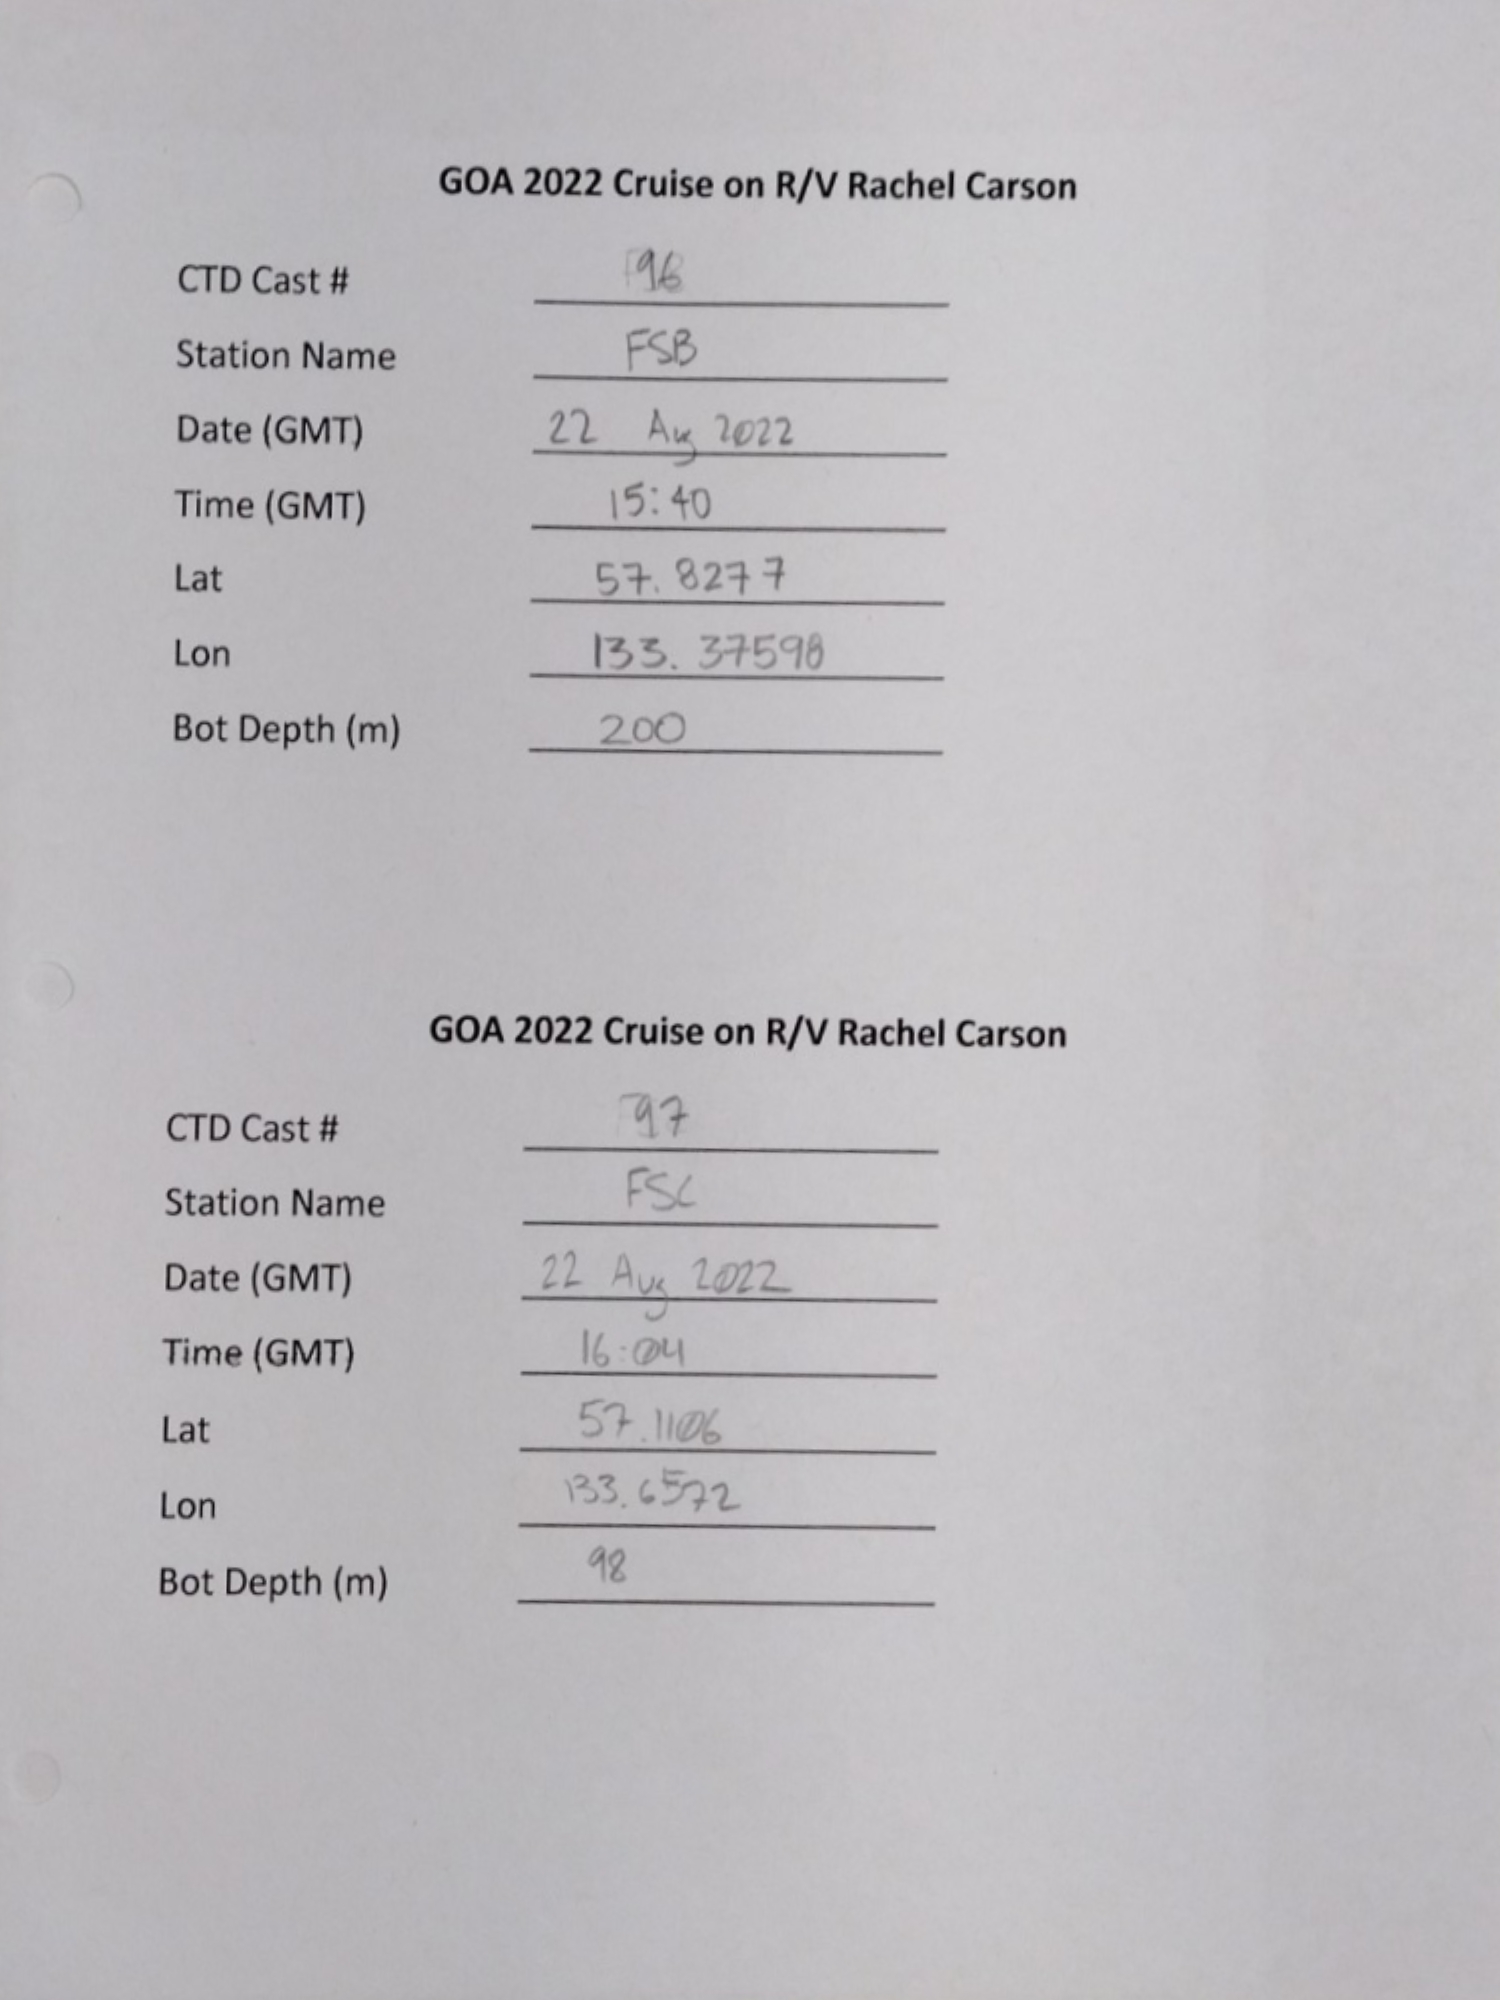 GOA 2022 Cruise on R/V Rachel Carson
CTD Cast # 96
Station Name FSB
Date (GMT) 22 Aug 2022
Time (GMT) 15:40
Lat 57.8277
Lon 133.37598
Bot Depth (m) 200
GOA 2022 Cruise on R/V Rachel Carson
CTD Cast # 97
Station Name FSC
Date (GMT) 22 Aug 2022
Time (GMT) 16:04
Lat 57.1106
Lon 133.6572
Bot Depth (m) 98